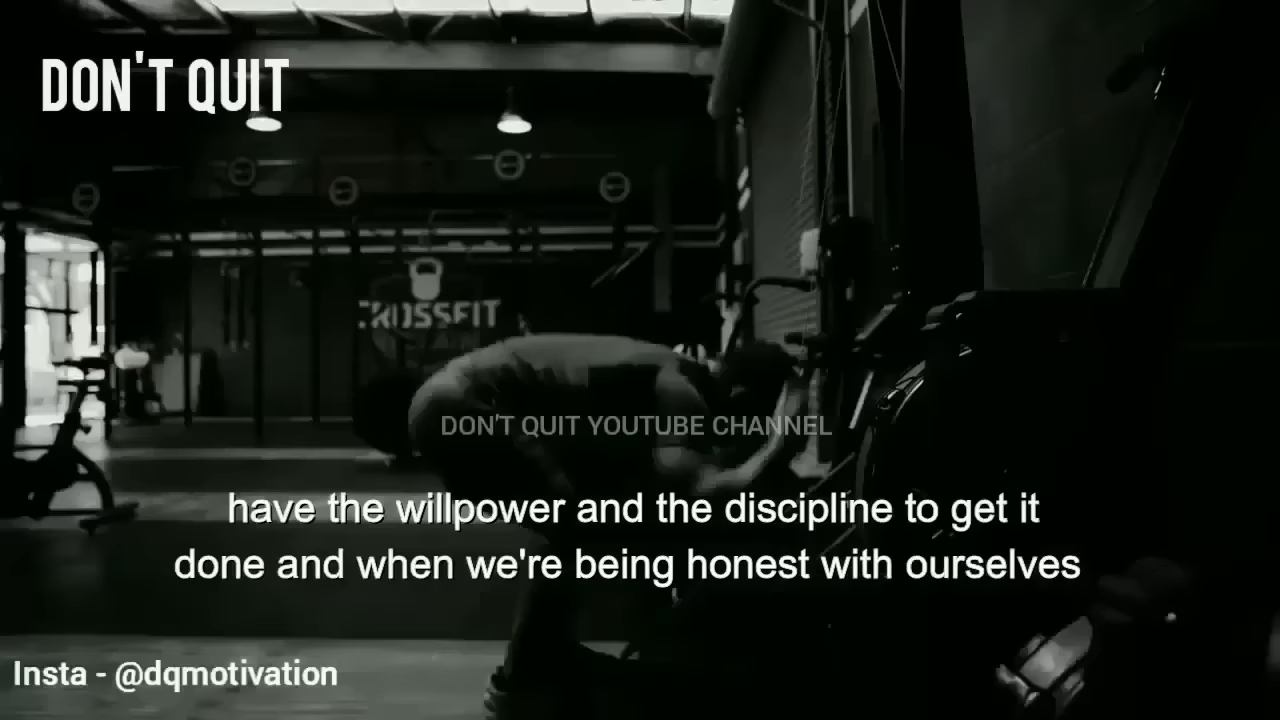 DON'T QUIT
CROSSFIT
DON'T QUIT YOUTUBE CHANNEL
have the willpower and the discipline to get it
done and when we're being honest with ourselves
Insta - @dqmotivation